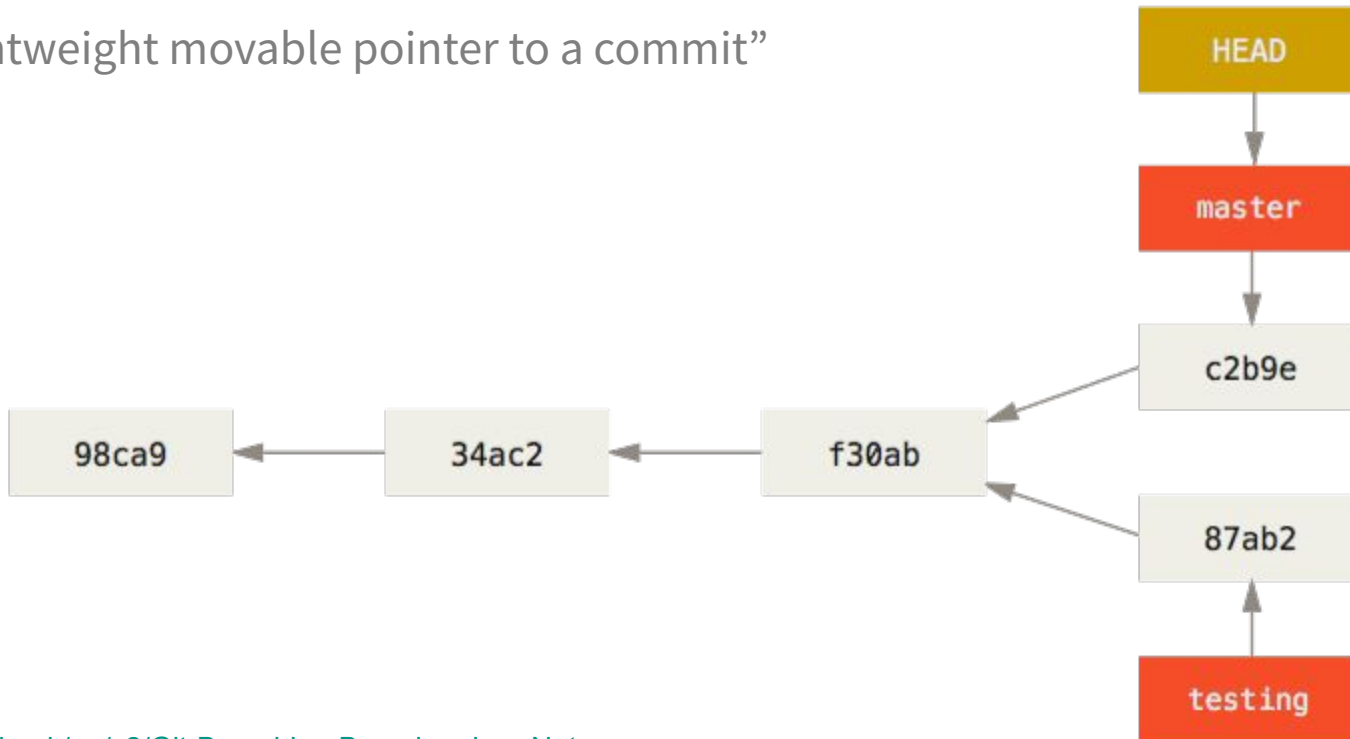 tweight movable pointer to a commit”
HEAD
master
c2b9e
98ca9
34ac2
f30ab
87ab2
testing